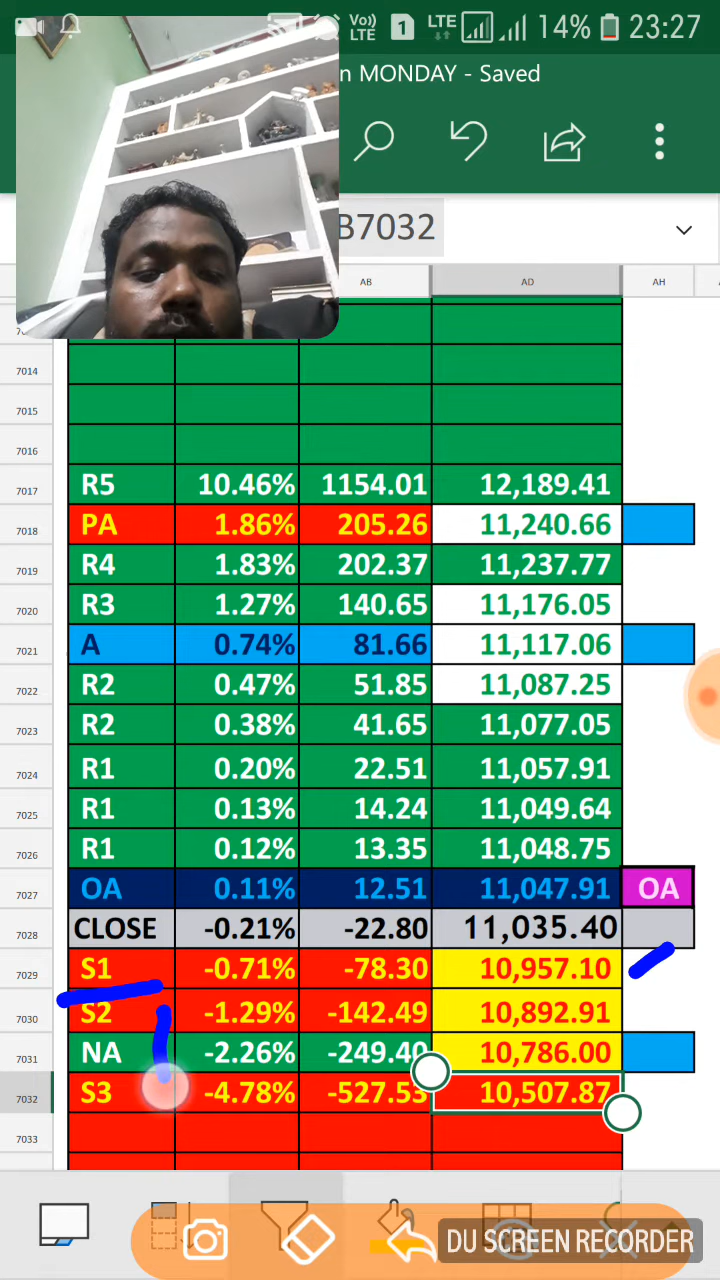 Vo)) LTE 1 LTE 14% 23:27
n MONDAY - Saved
B7032
AB AD AH
7014
7015
7016
7017 R5 10.46% 1154.01 12,189.41
7018 PA 1.86% 205.26 11,240.66
7019 R4 1.83% 202.37 11,237.77
7020 R3 1.27% 140.65 11,176.05
7021 A 0.74% 81.66 11,117.06
7022 R2 0.47% 51.85 11,087.25
7023 R2 0.38% 41.65 11,077.05
7024 R1 0.20% 22.51 11,057.91
7025 R1 0.13% 14.24 11,049.64
7026 R1 0.12% 13.35 11,048.75
7027 OA 0.11% 12.51 11,047.91 OA
7028 CLOSE -0.21% -22.80 11,035.40
7029 S1 -0.71% -78.30 10,957.10
7030 S2 -1.29% -142.49 10,892.91
7031 NA -2.26% -249.40 10,786.00
7032 S3 -4.78% -527.53 10,507.87
7033
DU SCREEN RECORDER